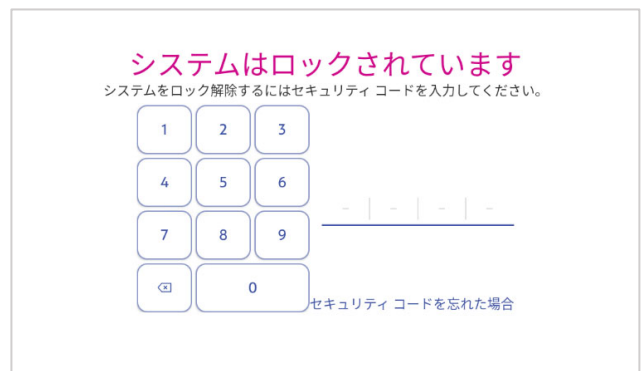 システムはロックされています
システムをロック解除するにはセキュリティ コードを入力してください。
1 2 3
4 5 6
- - - -
7 8 9
0
セキュリティ コードを忘れた場合